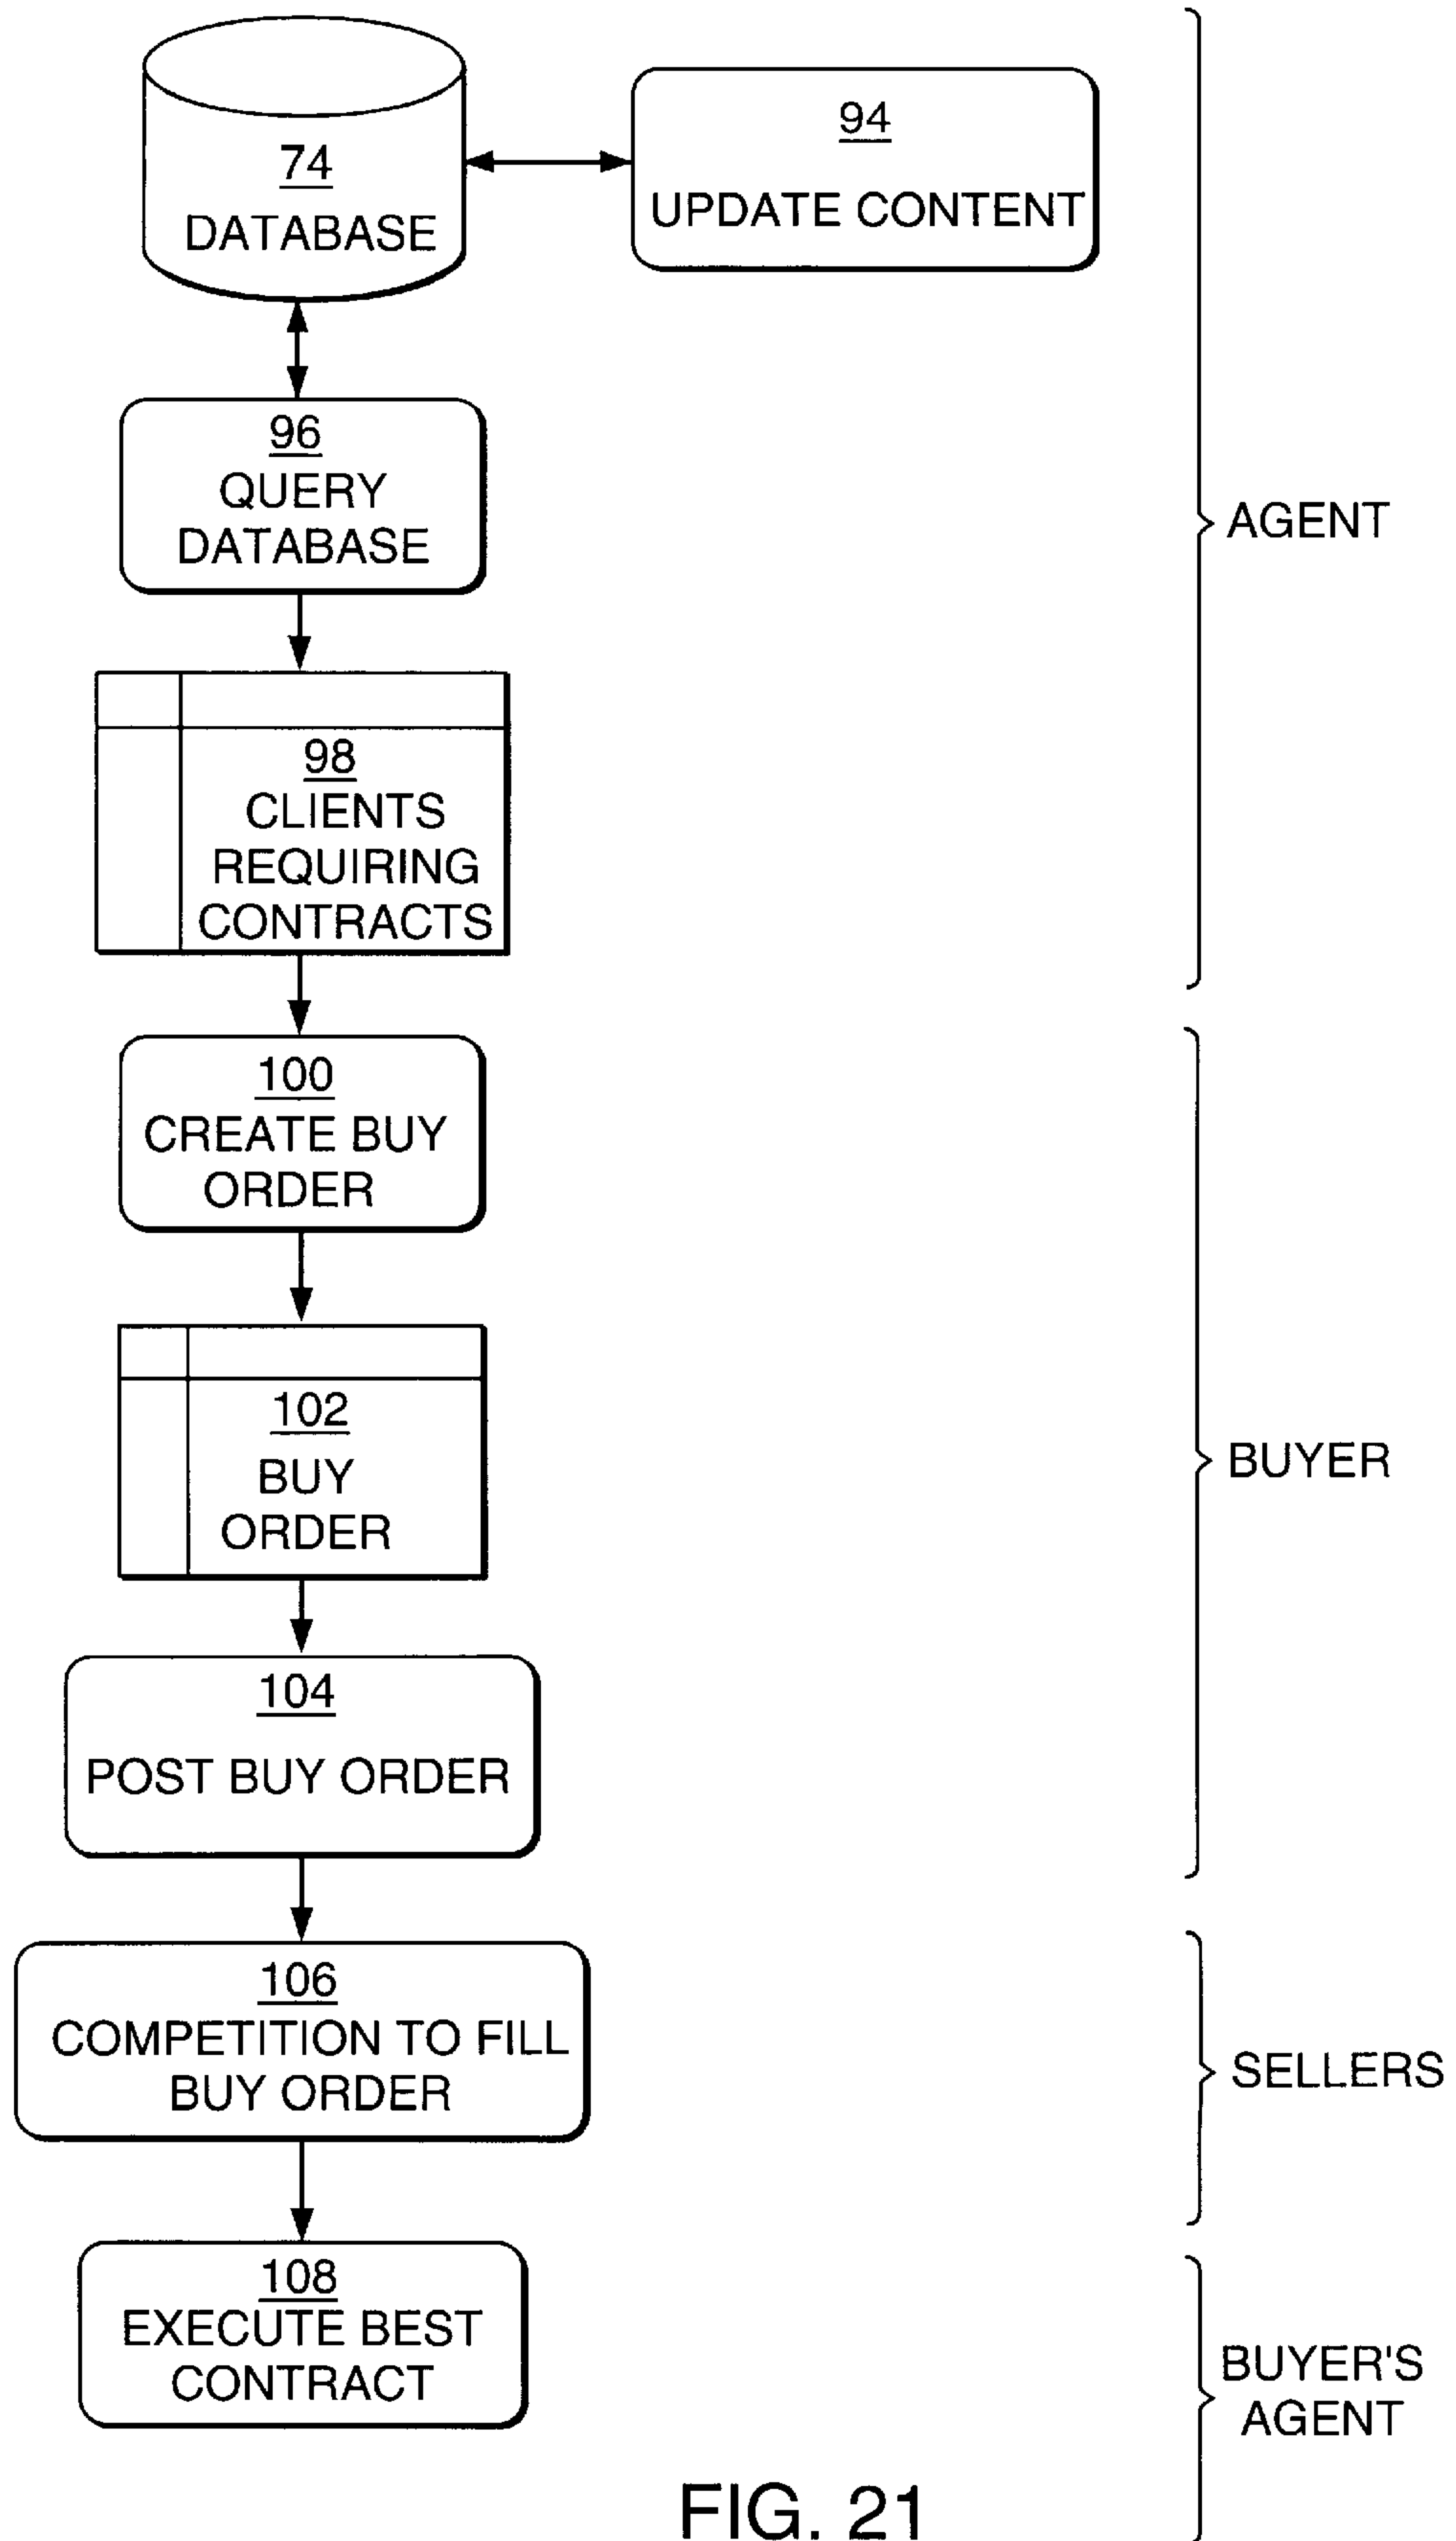 74
DATABASE
94
UPDATE CONTENT
96
QUERY
DATABASE
AGENT
98
CLIENTS
REQUIRING
CONTRACTS
100
CREATE BUY
ORDER
102
BUY
ORDER
BUYER
104
POST BUY ORDER
106
COMPETITION TO FILL
BUY ORDER
SELLERS
108
EXECUTE BEST
CONTRACT
BUYER'S
AGENT
FIG. 21